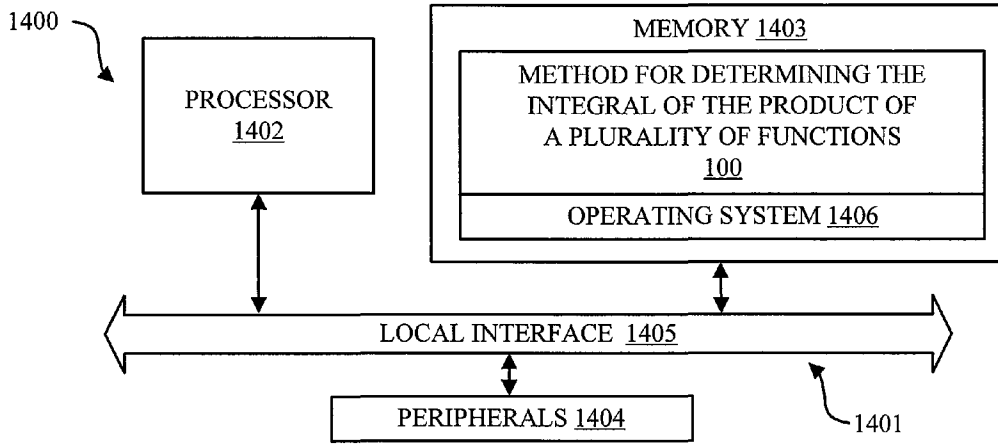 1400
PROCESSOR
1402
MEMORY 1403
METHOD FOR DETERMINING THE
INTEGRAL OF THE PRODUCT OF
A PLURALITY OF FUNCTIONS
100
OPERATING SYSTEM 1406
LOCAL INTERFACE 1405
PERIPHERALS 1404
1401